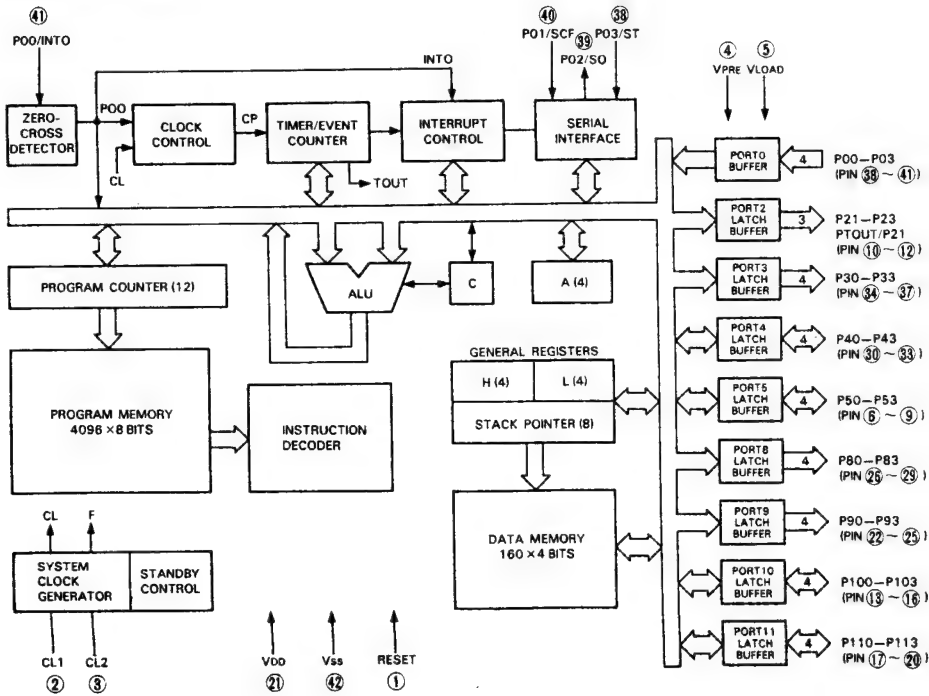 41
P00/INTO
40
P01/SCF
39
P02/SO
38
P03/ST
4
VPRE
5
VLOAD
INTO
ZERO-
CROSS
DETECTOR
POO
CLOCK
CONTROL
CL
CP
TIMER/EVENT
COUNTER
TOUT
INTERRUPT
CONTROL
SERIAL
INTERFACE
PORT0
BUFFER
4
P00–P03
(PIN 38 ~ 41)
PORT2
LATCH
BUFFER
3
P21–P23
PTOUT/P21
(PIN 10 ~ 12)
PROGRAM COUNTER (12)
ALU
C
A (4)
PORT3
LATCH
BUFFER
4
P30–P33
(PIN 34 ~ 37)
PORT4
LATCH
BUFFER
4
P40–P43
(PIN 30 ~ 33)
GENERAL REGISTERS
H (4)
L (4)
STACK POINTER (8)
PORT5
LATCH
BUFFER
4
P50–P53
(PIN 6 ~ 9)
PROGRAM MEMORY
4096 × 8 BITS
INSTRUCTION
DECODER
PORT8
LATCH
BUFFER
4
P80–P83
(PIN 26 ~ 29)
PORT9
LATCH
BUFFER
4
P90–P93
(PIN 22 ~ 25)
DATA MEMORY
160 × 4 BITS
CL
F
SYSTEM
CLOCK
GENERATOR
STANDBY
CONTROL
PORT10
LATCH
BUFFER
4
P100–P103
(PIN 13 ~ 16)
PORT11
LATCH
BUFFER
4
P110–P113
(PIN 17 ~ 20)
CL1
2
CL2
3
VDD
21
VSS
42
RESET
1